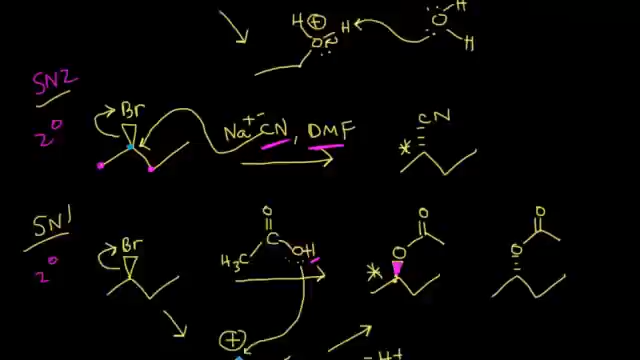 H ⊕ H H
O O
H
SN2
2° Br Na⁺ ⁻CN, DMF CN
*
SN1
2° Br O
C
H₃C OH O O
* O O
⊕
-H+